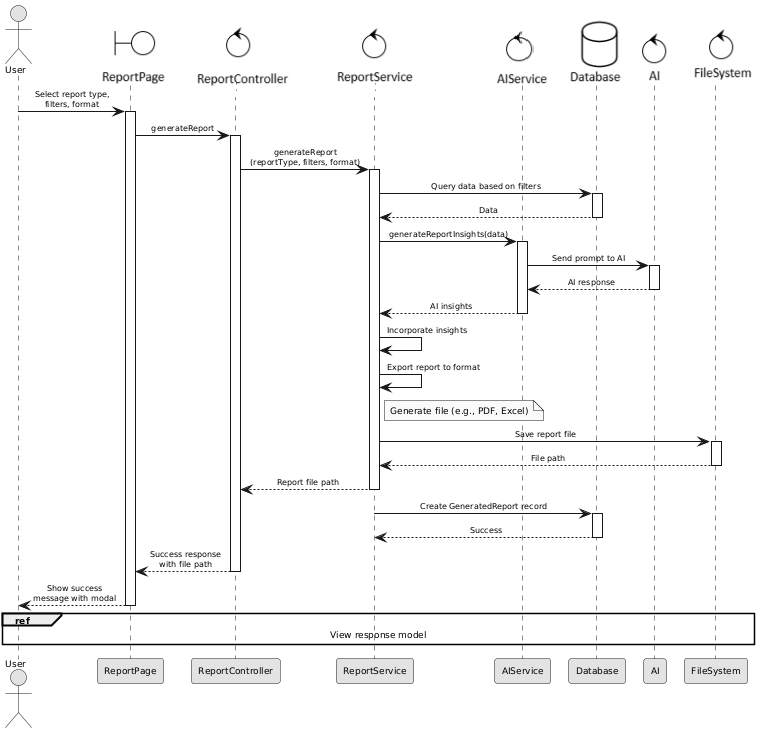 User
ReportPage
ReportController
ReportService
AIService
Database
AI
FileSystem
Select report type,
filters, format
generateReport
generateReport
(reportType, filters, format)
Query data based on filters
Data
generateReportInsights(data)
Send prompt to AI
AI response
AI insights
Incorporate insights
Export report to format
Generate file (e.g., PDF, Excel)
Save report file
File path
Report file path
Create GeneratedReport record
Success
Success response
with file path
Show success
message with modal
ref
View response model
User
ReportPage
ReportController
ReportService
AIService
Database
AI
FileSystem